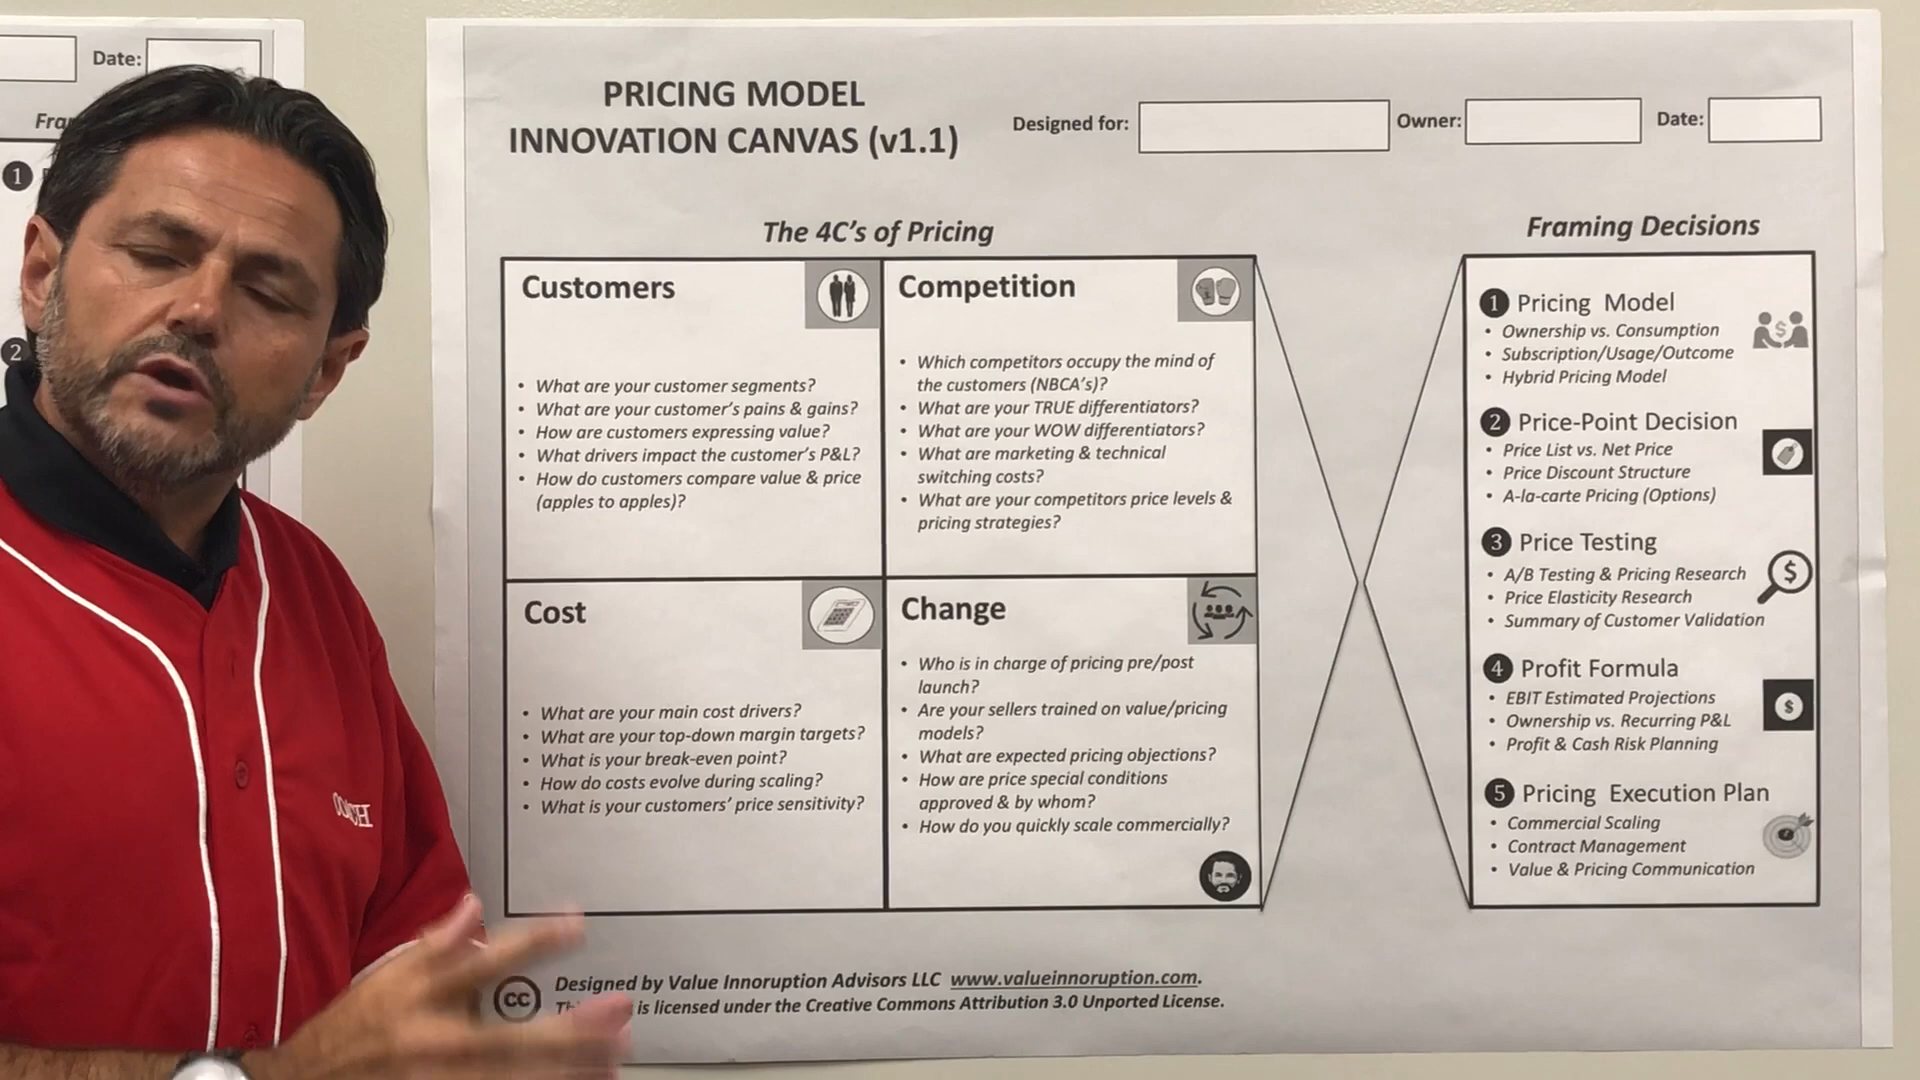 Date:
1
2
PRICING MODEL
INNOVATION CANVAS (v1.1)
Designed for:
Owner:
Date:
The 4C's of Pricing
Customers
• What are your customer segments?
• What are your customer's pains & gains?
• How are customers expressing value?
• What drivers impact the customer's P&L?
• How do customers compare value & price
(apples to apples)?
Competition
• Which competitors occupy the mind of
the customers (NBCA's)?
• What are your TRUE differentiators?
• What are your WOW differentiators?
• What are marketing & technical
switching costs?
• What are your competitors price levels &
pricing strategies?
Cost
• What are your main cost drivers?
• What are your top-down margin targets?
• What is your break-even point?
• How do costs evolve during scaling?
• What is your customers' price sensitivity?
Change
• Who is in charge of pricing pre/post
launch?
• Are your sellers trained on value/pricing
models?
• What are expected pricing objections?
• How are price special conditions
approved & by whom?
• How do you quickly scale commercially?
Framing Decisions
1 Pricing Model
• Ownership vs. Consumption
• Subscription/Usage/Outcome
• Hybrid Pricing Model
2 Price-Point Decision
• Price List vs. Net Price
• Price Discount Structure
• A-la-carte Pricing (Options)
3 Price Testing
• A/B Testing & Pricing Research
• Price Elasticity Research
• Summary of Customer Validation
4 Profit Formula
• EBIT Estimated Projections
• Ownership vs. Recurring P&L
• Profit & Cash Risk Planning
5 Pricing Execution Plan
• Commercial Scaling
• Contract Management
• Value & Pricing Communication
COACH
CC
Designed by Value Innoruption Advisors LLC www.valueinnoruption.com.
is licensed under the Creative Commons Attribution 3.0 Unported License.